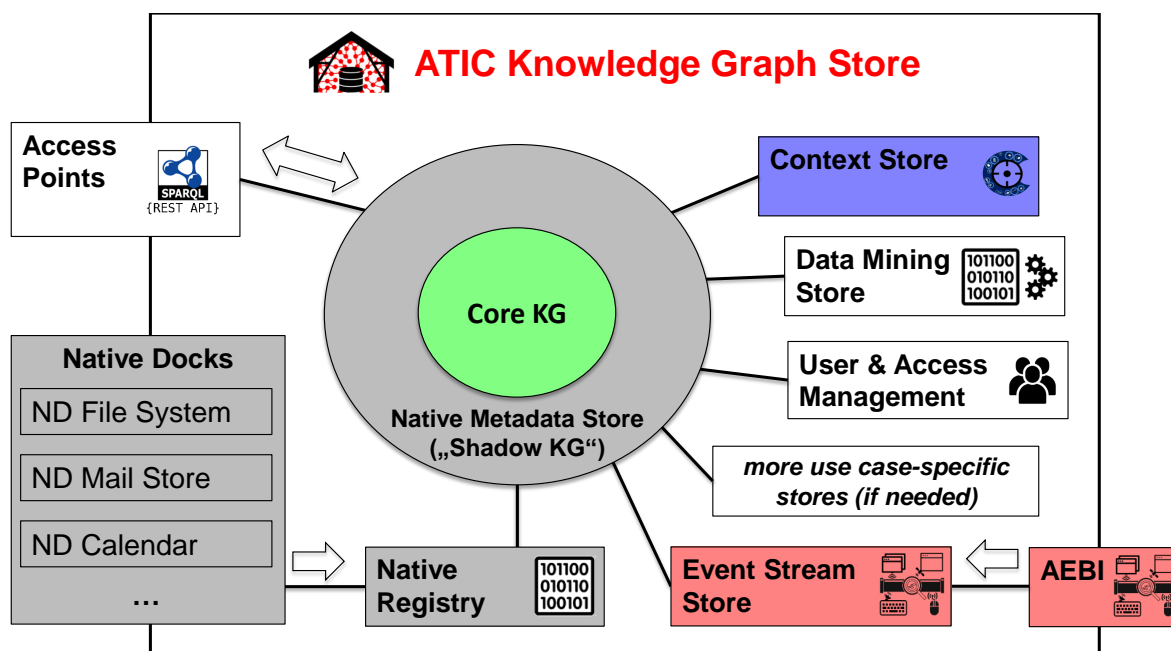 ATIC Knowledge Graph Store
Access
Points
SPARQL
{REST API}
Context Store
Data Mining
Store
101100
010110
100101
Core KG
User & Access
Management
Native Metadata Store
(„Shadow KG“)
Native Docks
ND File System
ND Mail Store
ND Calendar
...
more use case-specific
stores (if needed)
Native
Registry
101100
010110
100101
Event Stream
Store
AEBI